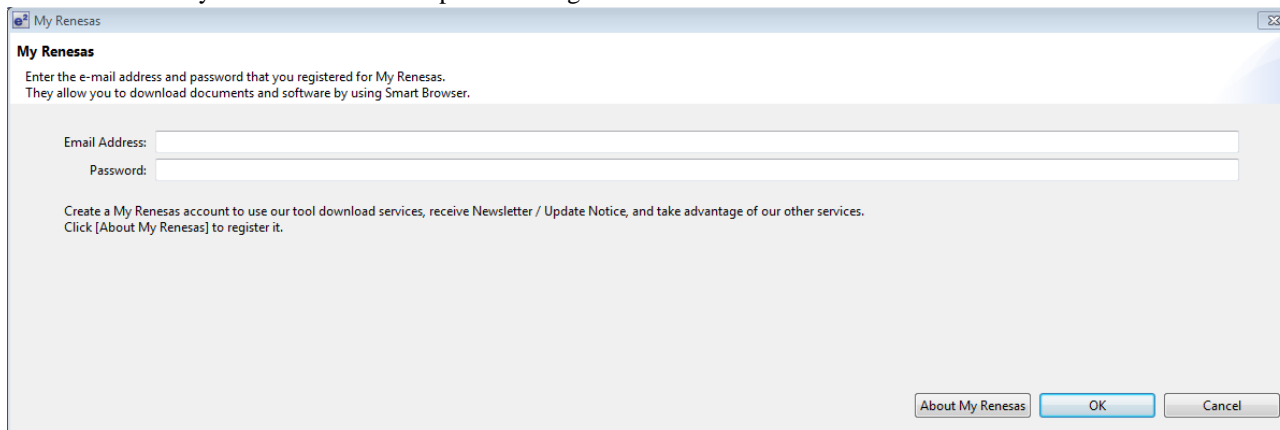 e² My Renesas
My Renesas
Enter the e-mail address and password that you registered for My Renesas.
They allow you to download documents and software by using Smart Browser.
Email Address:
Password:
Create a My Renesas account to use our tool download services, receive Newsletter / Update Notice, and take advantage of our other services.
Click [About My Renesas] to register it.
About My Renesas OK Cancel